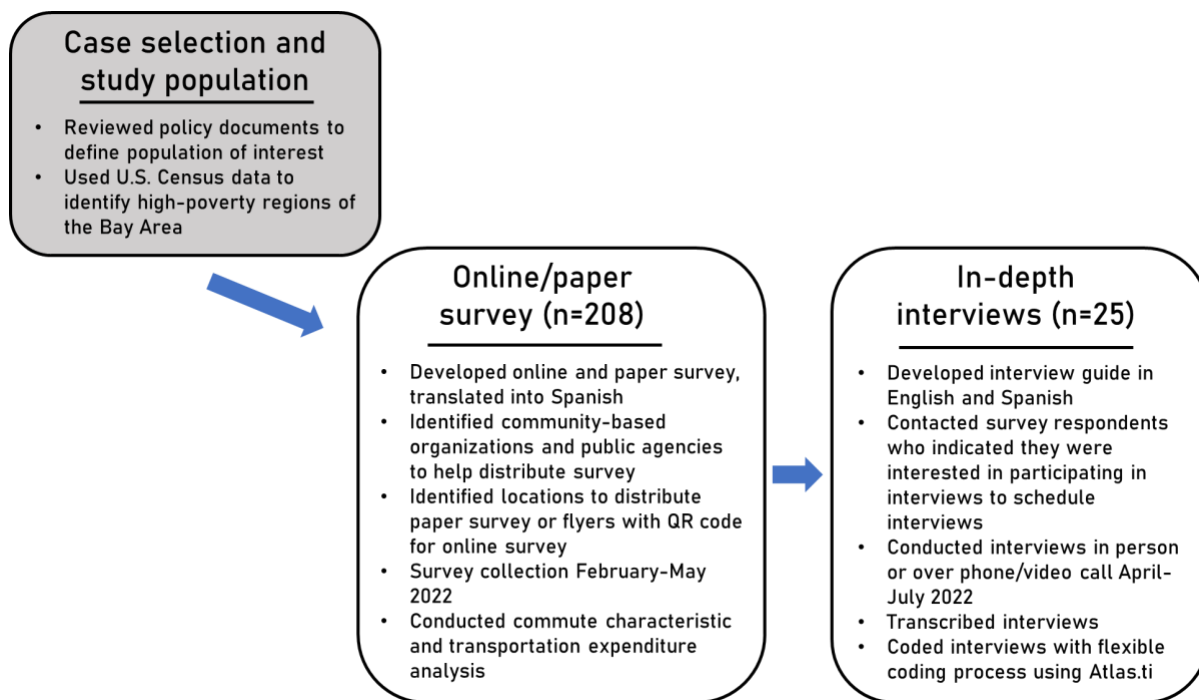 Case selection and
study population
• Reviewed policy documents to
define population of interest
• Used U.S. Census data to
identify high-poverty regions of
the Bay Area
Online/paper
survey (n=208)
• Developed online and paper survey,
translated into Spanish
• Identified community-based
organizations and public agencies
to help distribute survey
• Identified locations to distribute
paper survey or flyers with QR code
for online survey
• Survey collection February-May
2022
• Conducted commute characteristic
and transportation expenditure
analysis
In-depth
interviews (n=25)
• Developed interview guide in
English and Spanish
• Contacted survey respondents
who indicated they were
interested in participating in
interviews to schedule
interviews
• Conducted interviews in person
or over phone/video call April-
July 2022
• Transcribed interviews
• Coded interviews with flexible
coding process using Atlas.ti